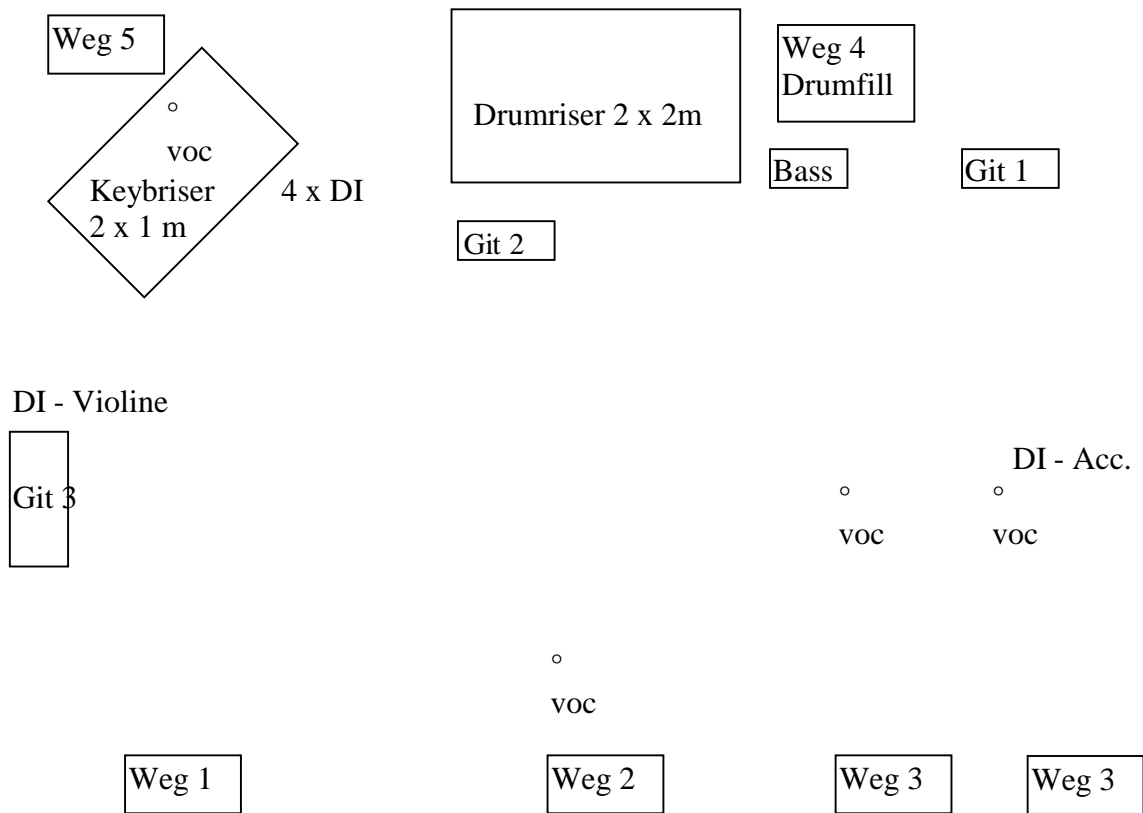 Weg 5
Weg 4
Drumfill
Drumriser 2 x 2m
voc
Keybriser
2 x 1 m
4 x DI
Bass
Git 1
Git 2
DI - Violine
Git 3
DI - Acc.
voc
voc
voc
Weg 1
Weg 2
Weg 3
Weg 3